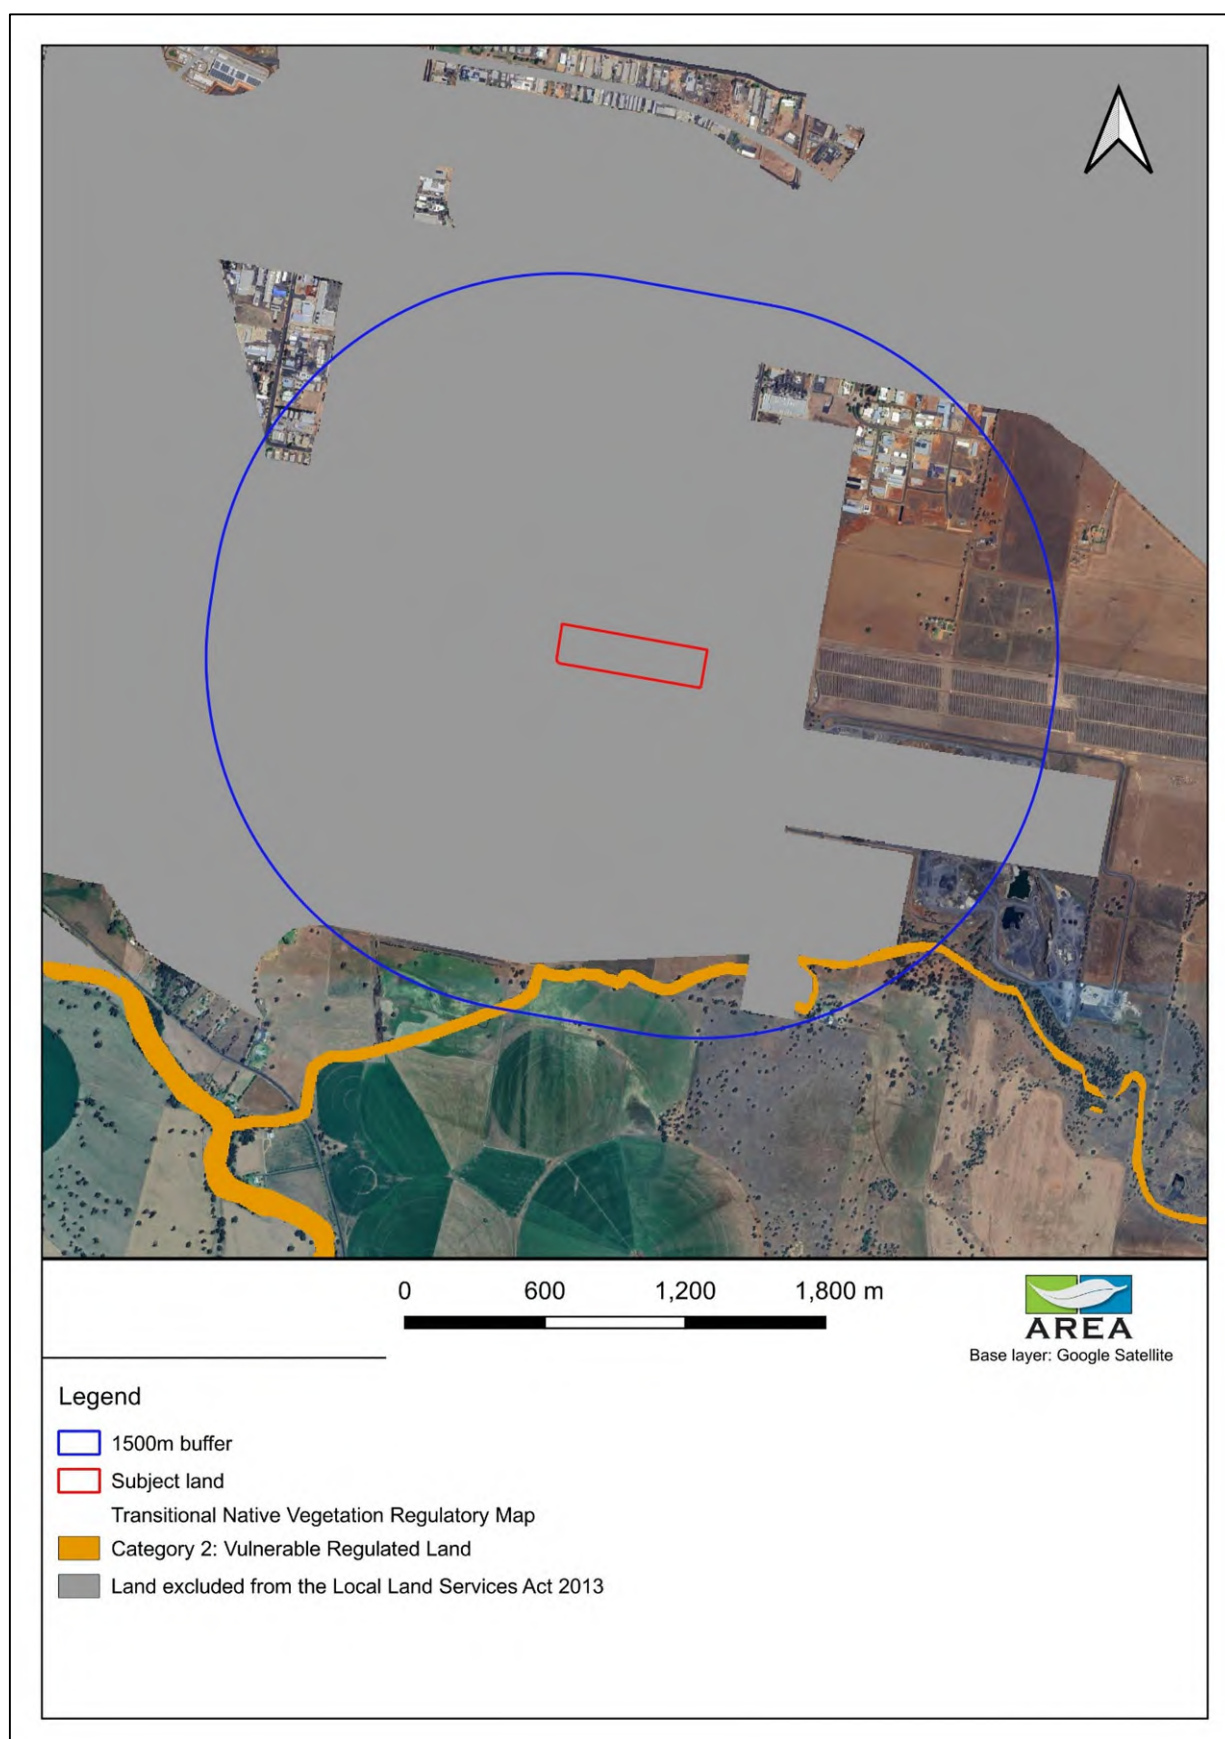 0 600 1,200 1,800 m
AREA
Base layer: Google Satellite
Legend
1500m buffer
Subject land
Transitional Native Vegetation Regulatory Map
Category 2: Vulnerable Regulated Land
Land excluded from the Local Land Services Act 2013